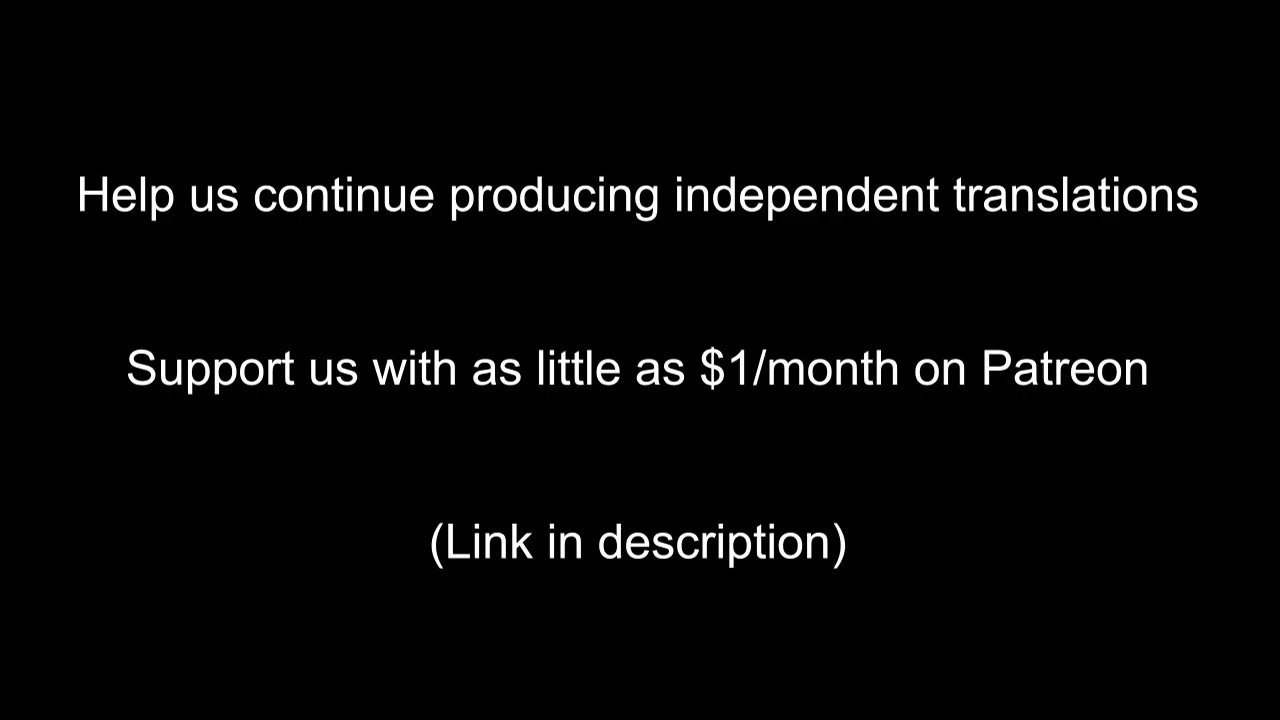 Help us continue producing independent translations
Support us with as little as $1/month on Patreon
(Link in description)